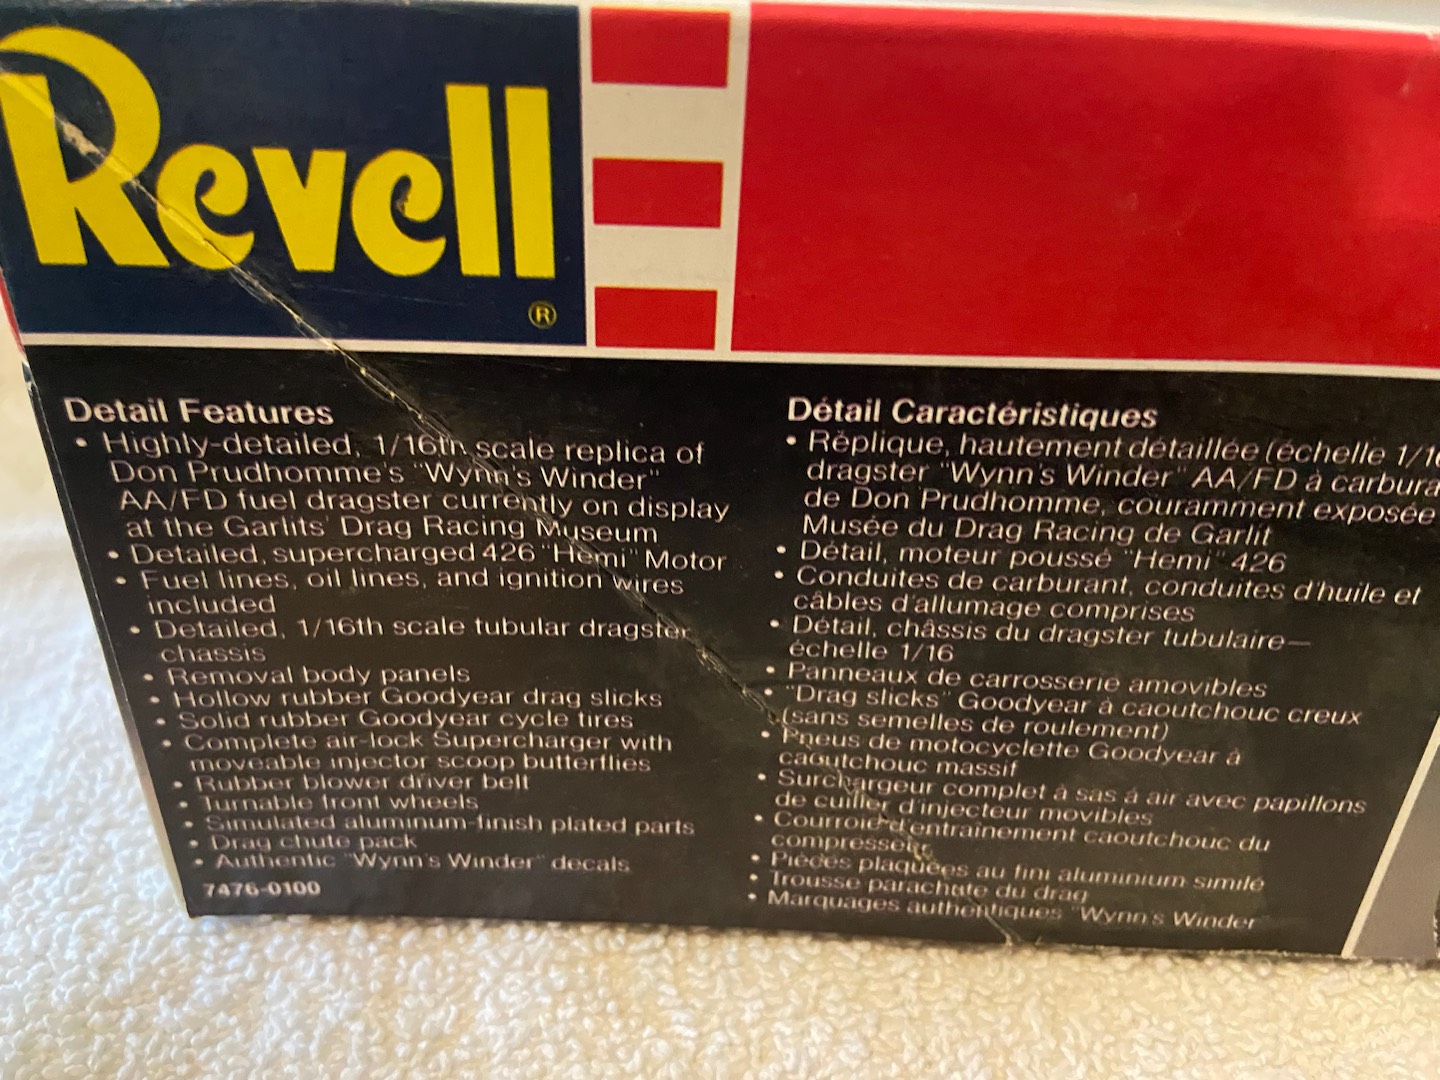 Revell
®
Detail Features
• Highly-detailed, 1/16th scale replica of
Don Prudhomme's "Wynn's Winder"
AA/FD fuel dragster currently on display
at the Garlits' Drag Racing Museum
• Detailed, supercharged 426 "Hemi" Motor
• Fuel lines, oil lines, and ignition wires
included
• Detailed, 1/16th scale tubular dragster
chassis
• Removal body panels
• Hollow rubber Goodyear drag slicks
• Solid rubber Goodyear cycle tires
• Complete air-lock Supercharger with
moveable injector scoop butterflies
• Rubber blower driver belt
• Turnable front wheels
• Simulated aluminum-finish plated parts
• Drag chute pack
• Authentic "Wynn's Winder" decals
7476-0100
Détail Caractéristiques
• Réplique, hautement détaillée (échelle
dragster "Wynn's Winder" AA/FD à
de Don Prudhomme, couramment exposée
Musée du Drag Racing de Garlit
• Détail, moteur poussé "Hemi" 426
• Conduites de carburant, conduites d'huile et
câbles d'allumage comprises
• Détail, châssis du dragster tubulaire—
échelle 1/16
• Panneaux de carrosserie amovibles
• "Drag slicks" Goodyear à caoutchouc creux
(sans semelles de roulement)
• Pneus de motocyclette Goodyear à
caoutchouc massif
• Surchargeur complet à sas à air avec papillons
de cuiller d'injecteur movibles
• Courroie d'entrainement caoutchouc du
compresseur
• Pièces plaquées au fini aluminium simile
• Trousse parachute du drag
• Marquages authentiques "Wynn's Winder"